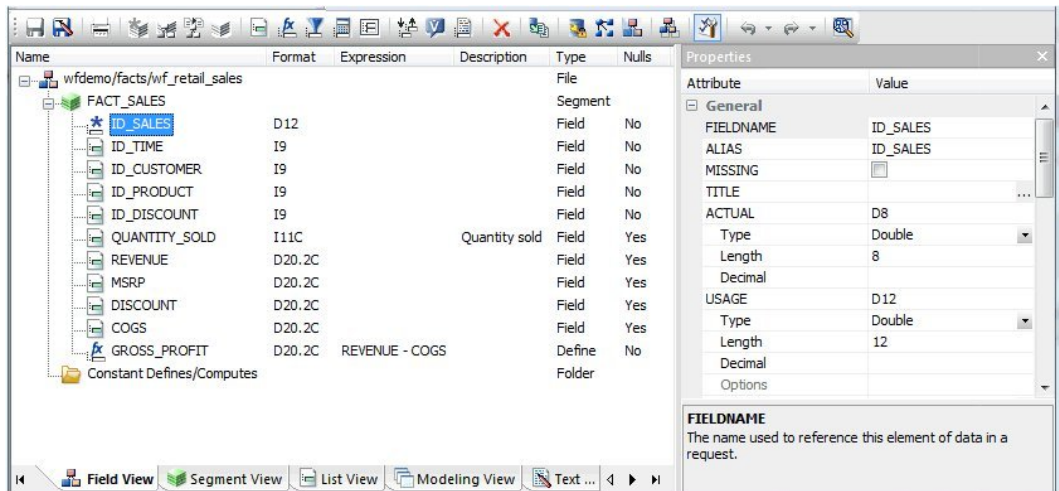 Name Format Expression Description Type Nulls
wfdemo/facts/wf_retail_sales File
FACT_SALES Segment
ID_SALES D12 Field No
ID_TIME I9 Field No
ID_CUSTOMER I9 Field No
ID_PRODUCT I9 Field No
ID_DISCOUNT I9 Field No
QUANTITY_SOLD I11C Quantity sold Field Yes
REVENUE D20.2C Field Yes
MSRP D20.2C Field Yes
DISCOUNT D20.2C Field Yes
COGS D20.2C Field Yes
GROSS_PROFIT D20.2C REVENUE - COGS Define No
Constant Defines/Computes Folder
Field View Segment View List View Modeling View Text ...
Properties
Attribute Value
General
FIELDNAME ID_SALES
ALIAS ID_SALES
MISSING
TITLE ...
ACTUAL D8
Type Double
Length 8
Decimal
USAGE D12
Type Double
Length 12
Decimal
Options
FIELDNAME
The name used to reference this element of data in a
request.